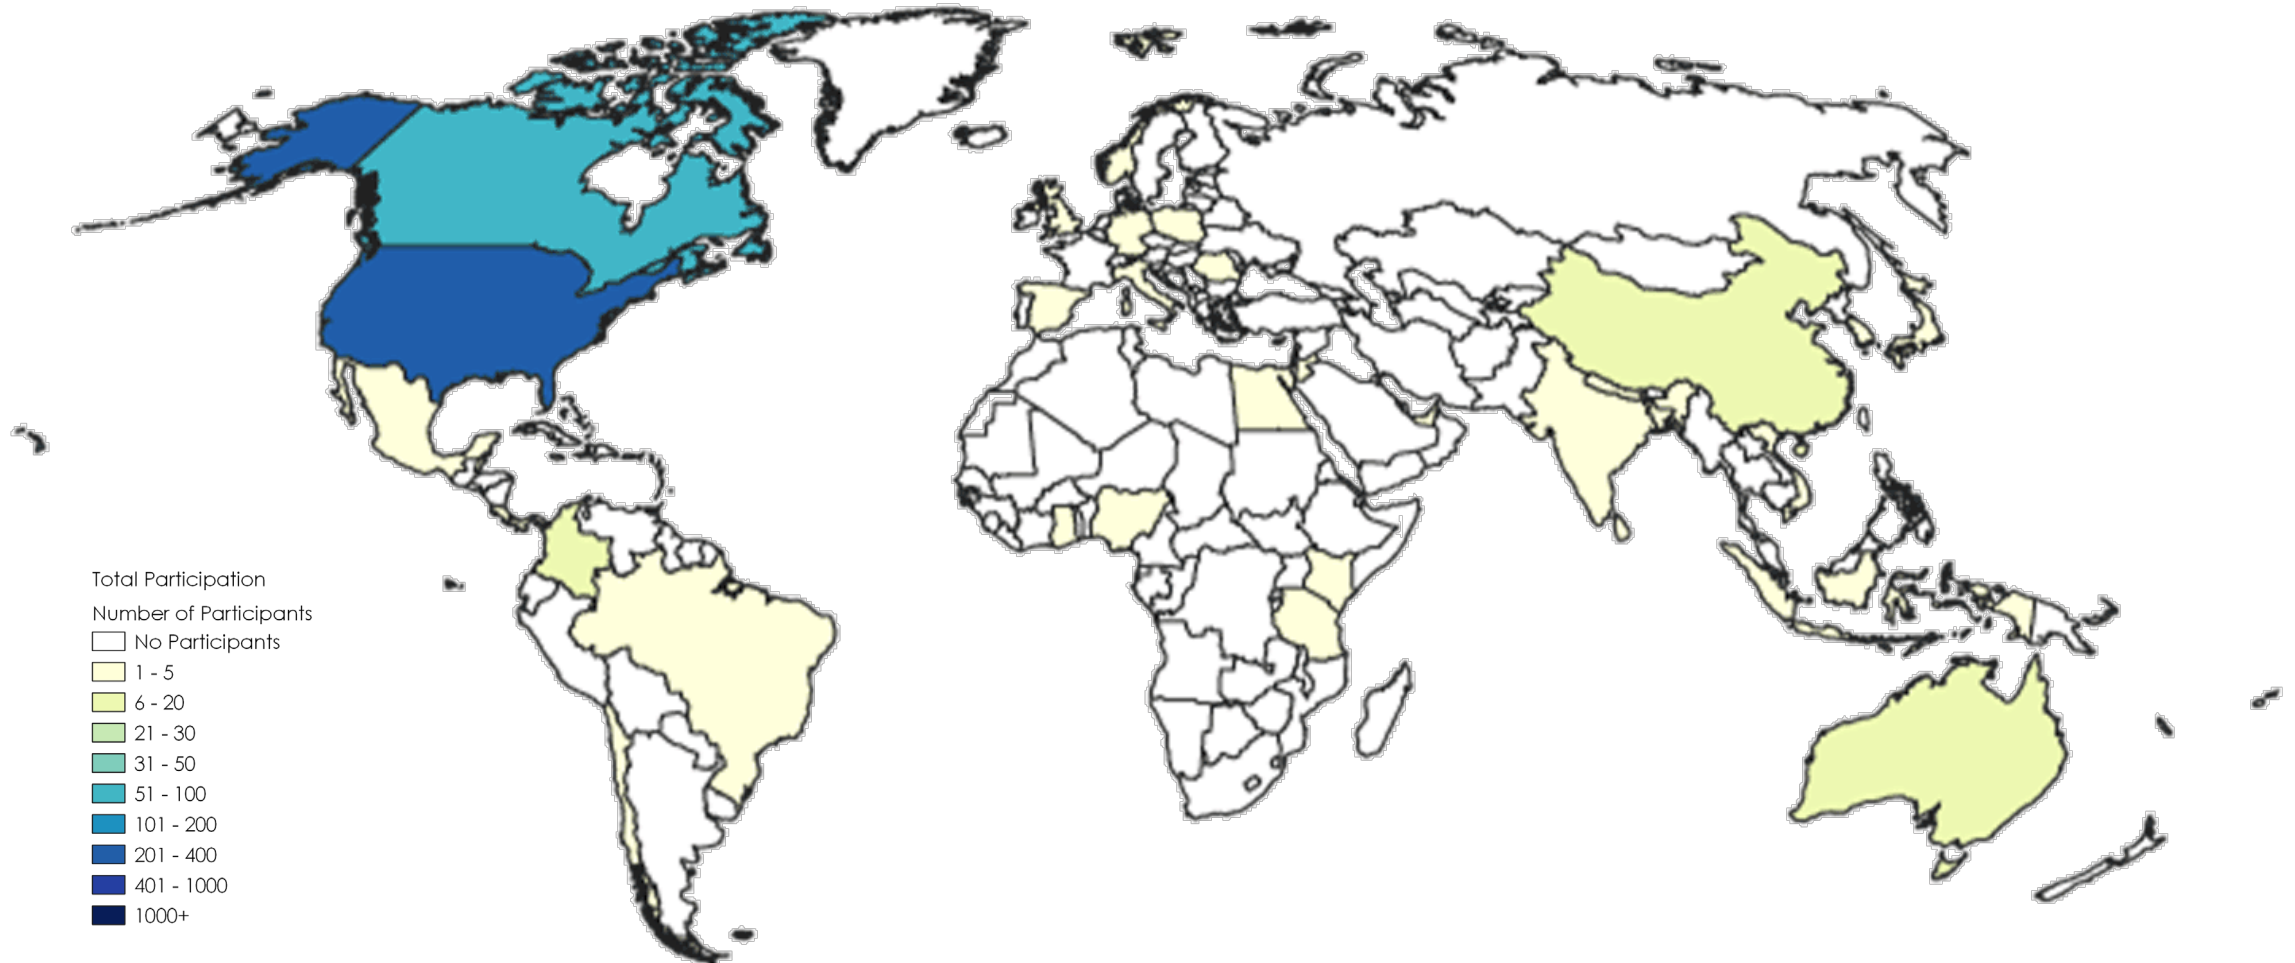 Total Participation
Number of Participants
No Participants
1 - 5
6 - 20
21 - 30
31 - 50
51 - 100
101 - 200
201 - 400
401 - 1000
1000+